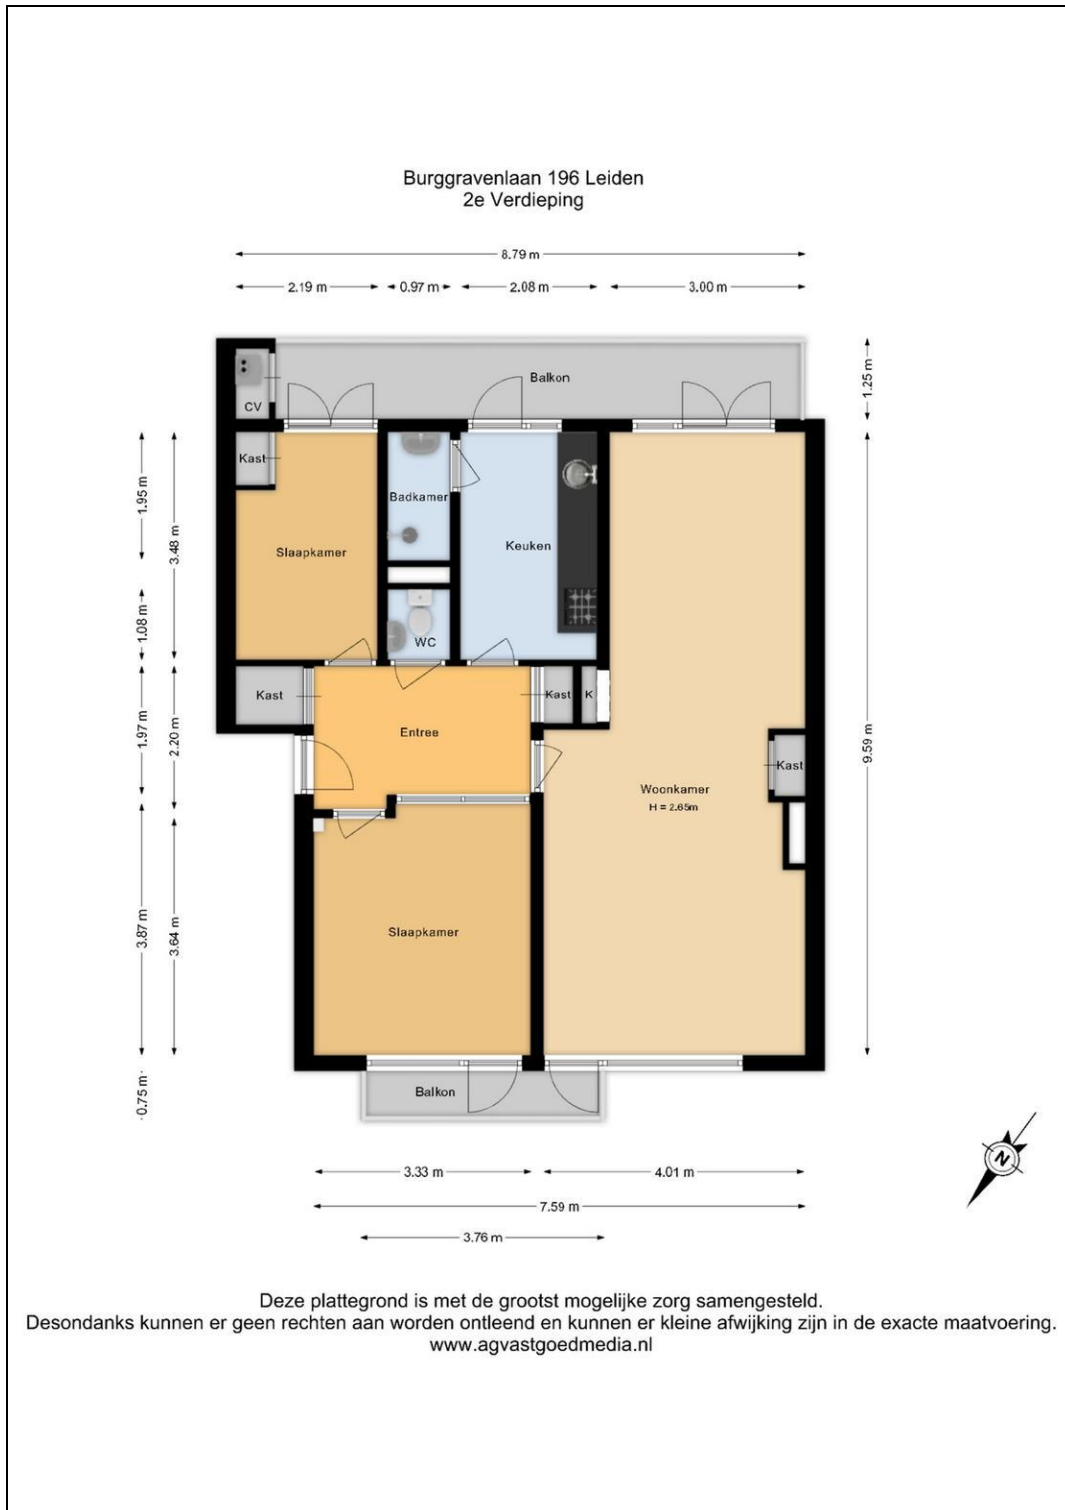 Burggravenlaan 196 Leiden
2e Verdieping
8.79 m
2.19 m 0.97 m 2.08 m 3.00 m
1.25 m
Balkon
CV
Kast
Badkamer
Keuken
Slaapkamer
WC
1.95 m
3.48 m
1.08 m
Kast
Kast
K
1.97 m
2.20 m
Entree
9.59 m
Kast
Woonkamer
H = 2.65m
3.87 m
3.64 m
Slaapkamer
0.75 m
Balkon
N
3.33 m 4.01 m
7.59 m
3.76 m
Deze plattegrond is met de grootst mogelijke zorg samengesteld.
Desondanks kunnen er geen rechten aan worden ontleend en kunnen er kleine afwijking zijn in de exacte maatvoering.
www.agvastgoedmedia.nl